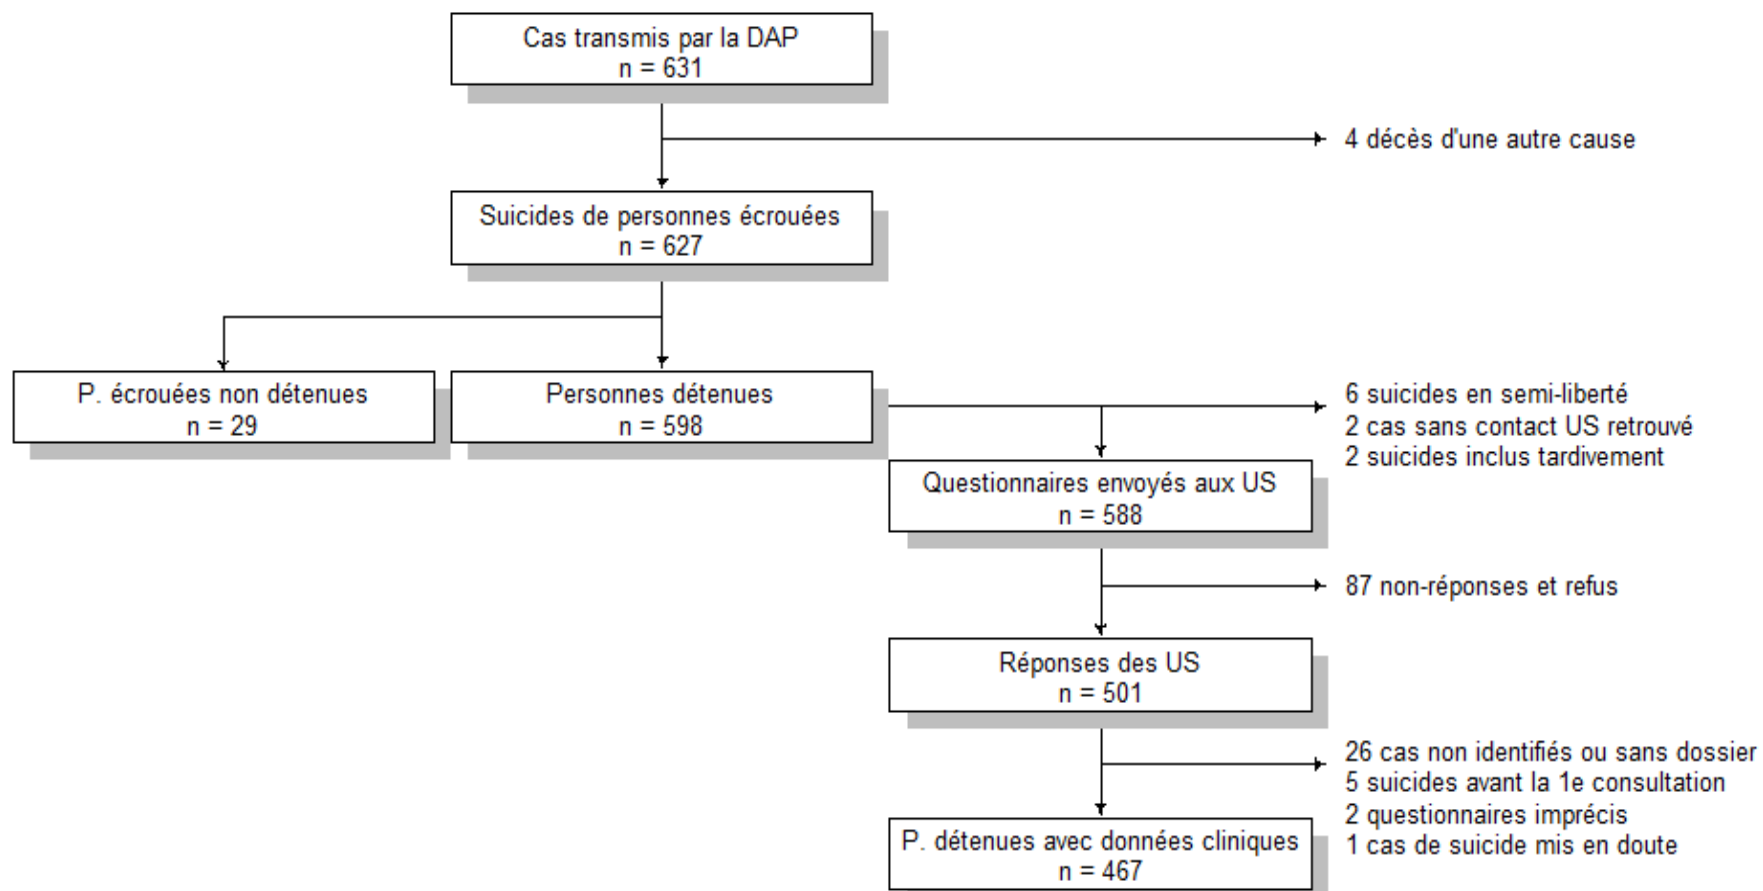 Cas transmis par la DAP
n = 631
4 décès d'une autre cause
Suicides de personnes écrouées
n = 627
P. écrouées non détenues
n = 29
Personnes détenues
n = 598
6 suicides en semi-liberté
2 cas sans contact US retrouvé
2 suicides inclus tardivement
Questionnaires envoyés aux US
n = 588
87 non-réponses et refus
Réponses des US
n = 501
26 cas non identifiés ou sans dossier
5 suicides avant la 1e consultation
2 questionnaires imprécis
1 cas de suicide mis en doute
P. détenues avec données cliniques
n = 467